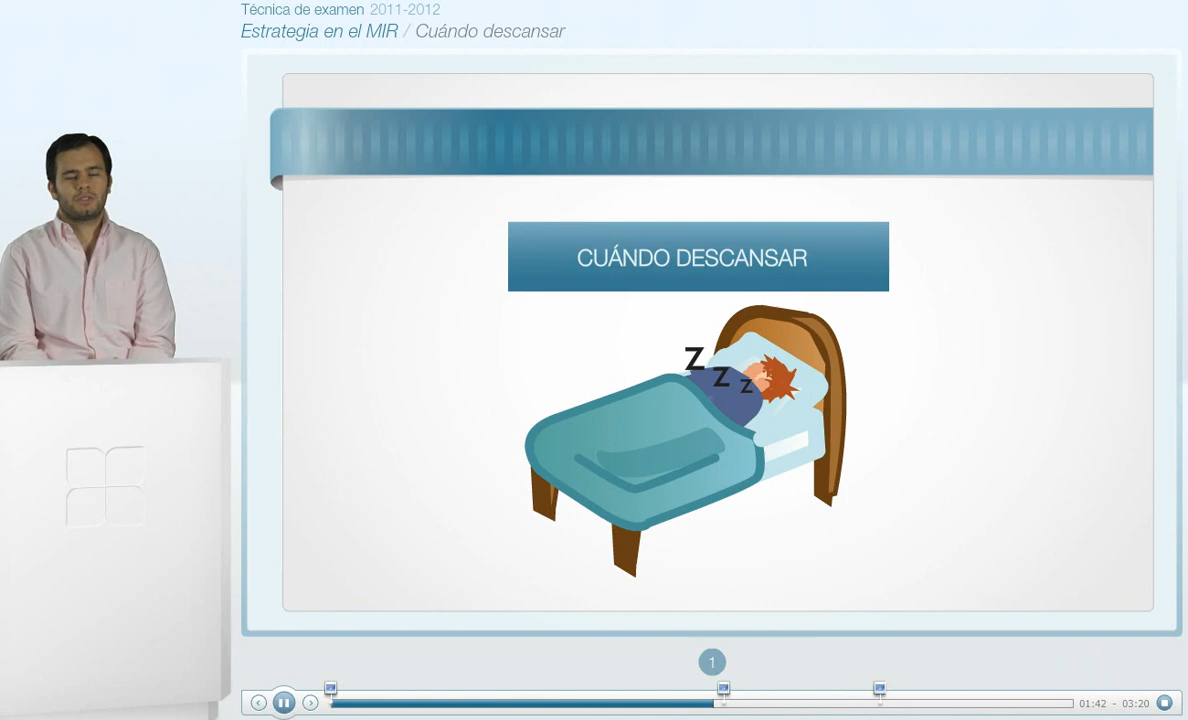 Técnica de examen 2011-2012
Estrategia en el MIR / Cuándo descansar
CUÁNDO DESCANSAR
Z
Z
Z
1
01:42 - 03:20